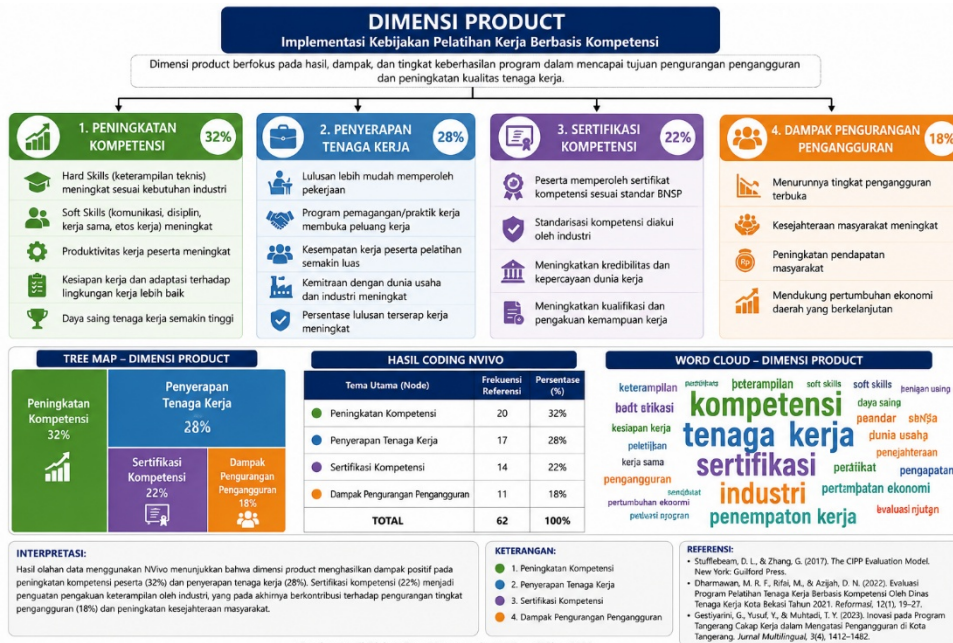 DIMENSI PRODUCT
Implementasi Kebijakan Pelatihan Kerja Berbasis Kompetensi
Dimensi product berfokus pada hasil, dampak, dan tingkat keberhasilan program dalam mencapai tujuan pengurangan pengangguran
dan peningkatan kualitas tenaga kerja.
1. PENINGKATAN
KOMPETENSI
32%
Hard Skills (keterampilan teknis)
meningkat sesuai kebutuhan industri
Soft Skills (komunikasi, disiplin,
kerja sama, etos kerja) meningkat
Produktivitas kerja peserta meningkat
Kesiapan kerja dan adaptasi terhadap
lingkungan kerja lebih baik
Daya saing tenaga kerja semakin tinggi
2. PENYERAPAN
TENAGA KERJA
28%
Lulusan lebih mudah memperoleh
pekerjaan
Program pemagangan/praktik kerja
membuka peluang kerja
Kesempatan kerja peserta pelatihan
semakin luas
Kemitraan dengan dunia usaha
dan industri meningkat
Persentase lulusan terserap kerja
meningkat
3. SERTIFIKASI
KOMPETENSI
22%
Peserta memperoleh sertifikat
kompetensi sesuai standar BNSP
Standarisasi kompetensi diakui
oleh industri
Meningkatkan kredibilitas dan
kepercayaan dunia kerja
Meningkatkan kualifikasi dan
pengakuan kemampuan kerja
4. DAMPAK PENGURANGAN
PENGANGGURAN
18%
Menurunnya tingkat pengangguran
terbuka
Kesejahteraan masyarakat meningkat
Rp
Peningkatan pendapatan
masyarakat
Mendukung pertumbuhan ekonomi
daerah yang berkelanjutan
TREE MAP – DIMENSI PRODUCT
Peningkatan
Kompetensi
32%
Penyerapan
Tenaga Kerja
28%
Sertifikasi
Kompetensi
22%
Dampak
Pengurangan
Pengangguran
18%
HASIL CODING NVIVO
Tema Utama (Node) Frekuensi Referensi Persentase (%)
Peningkatan Kompetensi 20 32%
Penyerapan Tenaga Kerja 17 28%
Sertifikasi Kompetensi 14 22%
Dampak Pengurangan Pengangguran 11 18%
TOTAL 62 100%
WORD CLOUD – DIMENSI PRODUCT
keterampilan soft skills soft skills
kompetensi daya saing
kesiapan kerja tenaga kerja dunia usaha
kerja sama sertifikasi penejahteraan
pengangguran industri pengapatan
penempaton kerja
INTERPRETASI:
Hasil olahan data menggunakan NVivo menunjukkan bahwa dimensi product menghasilkan dampak positif pada
peningkatan kompetensi peserta (32%) dan penyerapan tenaga kerja (28%). Sertifikasi kompetensi (22%) menjadi
penguatan pengakuan keterampilan oleh industri, yang pada akhirnya berkontribusi terhadap pengurangan tingkat
pengangguran (18%) dan peningkatan kesejahteraan masyarakat.
KETERANGAN:
1. Peningkatan Kompetensi
2. Penyerapan Tenaga Kerja
3. Sertifikasi Kompetensi
4. Dampak Pengurangan Pengangguran
REFERENSI:
• Stufflebeam, D. L., & Zhang, G. (2017). The CIPP Evaluation Model.
New York: Guilford Press.
• Dharmawan, M. R. F., Rifai, M., & Azijah, D. N. (2022). Evaluasi
Program Pelatihan Tenaga Kerja Berbasis Kompetensi Oleh Dinas
Tenaga Kerja Kota Bekasi Tahun 2021. Reformasi, 12(1), 19–27.
• Gestiyarini, G., Yusuf, Y., & Muhtadi, T. Y. (2023). Inovasi pada Program
Tangerang Cakap Kerja dalam Mengatasi Pengangguran di Kota
Tangerang. Jurnal Multilingual, 3(4), 1412–1482.